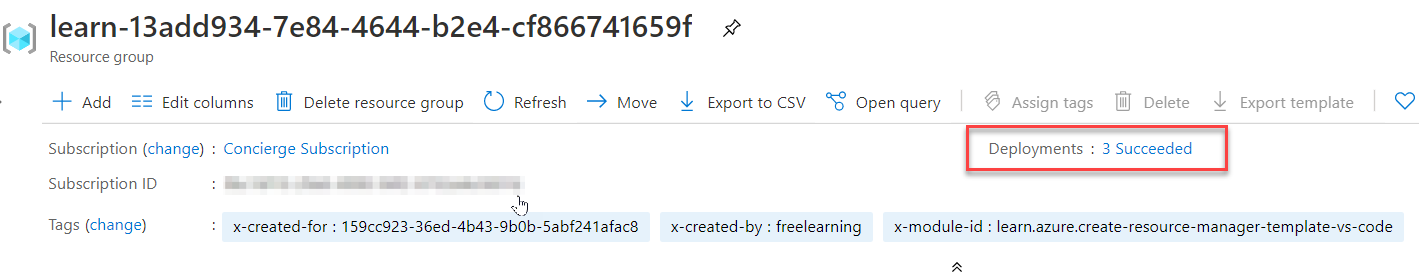 learn-13add934-7e84-4644-b2e4-cf866741659f
Resource group
Add Edit columns Delete resource group Refresh Move Export to CSV Open query Assign tags Delete Export template
Subscription (change) : Concierge Subscription Deployments : 3 Succeeded
Subscription ID :
Tags (change) : x-created-for : 159cc923-36ed-4b43-9b0b-5abf241afac8 x-created-by : freelearning x-module-id : learn.azure.create-resource-manager-template-vs-code